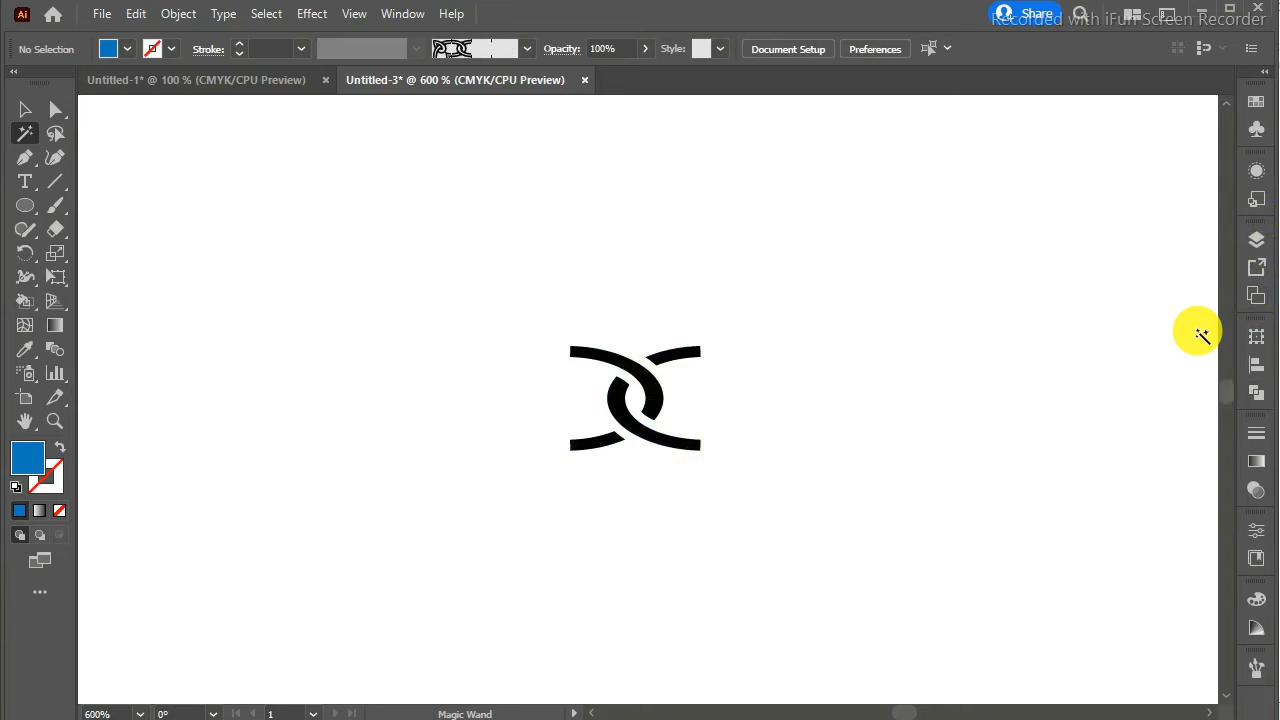 Ai File Edit Object Type Select Effect View Window Help Share
Recorded with iFun Screen Recorder
No Selection Stroke: Opacity: 100% Style: Document Setup Preferences
Untitled-1* @ 100 % (CMYK/CPU Preview) Untitled-3* @ 600 % (CMYK/CPU Preview)
600% 0° 1 Magic Wand